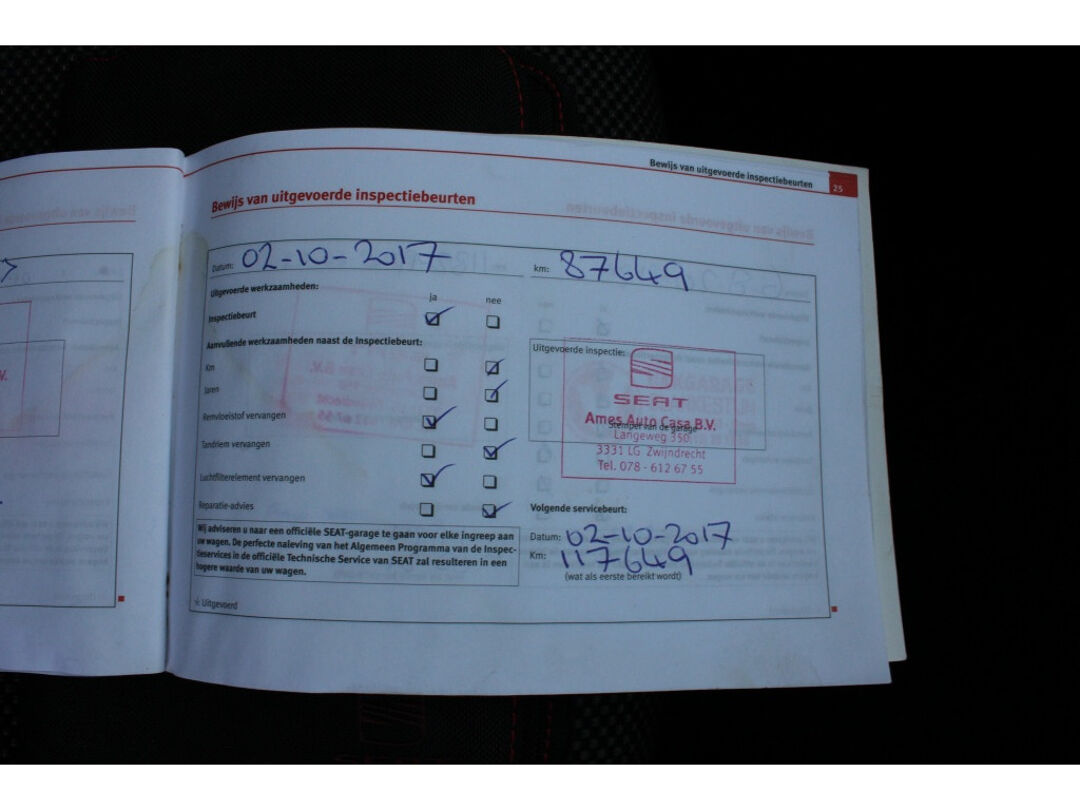 Bewijs van uitgevoerde inspectiebeurten 25
Bewijs van uitgevoerde inspectiebeurten
Datum: 02-10-2017 km: 87649
Uitgevoerde werkzaamheden:
ja nee
Inspectiebeurt
Aanvullende werkzaamheden naast de Inspectiebeurt:
Km
Jaren
Remvloeistof vervangen
Tandriem vervangen
Luchtfilterelement vervangen
Reparatie-advies
Wij adviseren u naar een officiële SEAT-garage te gaan voor elke ingreep aan
uw wagen. De perfecte naleving van het Algemeen Programma van de Inspec-
tieservices in de officiële Technische Service van SEAT zal resulteren in een
hogere waarde van uw wagen.
Uitgevoerd
Uitgevoerde inspectie:
SEAT
Ames Auto Casa B.V.
Stempel van de garage
Langeweg 350
3331 LG Zwijndrecht
Tel. 078 - 612 67 55
Volgende servicebeurt:
Datum: 02-10-2017
Km: 117649
(wat als eerste bereikt wordt)